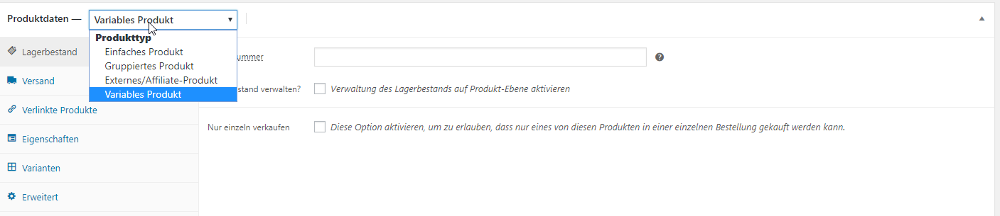 Produktdaten — Variables Produkt
Produkttyp
Einfaches Produkt
Gruppiertes Produkt
Externes/Affiliate-Produkt
Variables Produkt
Lagerbestand
Versand
Verlinkte Produkte
Eigenschaften
Varianten
Erweitert
ummer
stand verwalten? Verwaltung des Lagerbestands auf Produkt-Ebene aktivieren
Nur einzeln verkaufen Diese Option aktivieren, um zu erlauben, dass nur eines von diesen Produkten in einer einzelnen Bestellung gekauft werden kann.